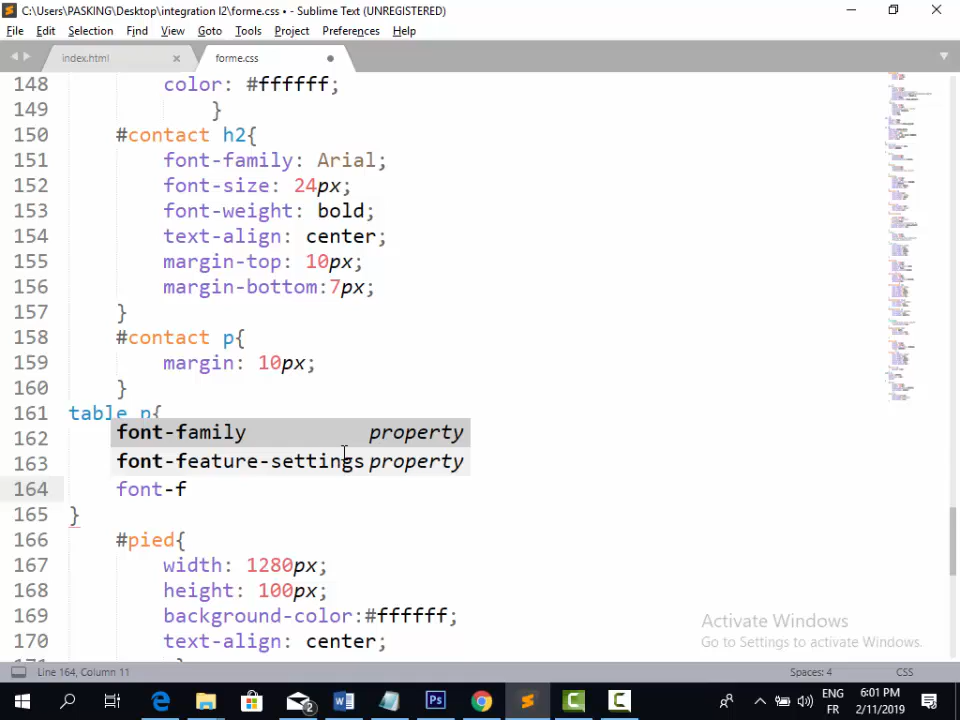 C:\Users\PASKING\Desktop\integration l2\forme.css • - Sublime Text (UNREGISTERED)
File Edit Selection Find View Goto Tools Project Preferences Help
index.html forme.css
148 color: #ffffff;
149 }
150 #contact h2{
151 font-family: Arial;
152 font-size: 24px;
153 font-weight: bold;
154 text-align: center;
155 margin-top: 10px;
156 margin-bottom:7px;
157 }
158 #contact p{
159 margin: 10px;
160 }
161 table p{
162 font-family property
163 font-feature-settings property
164 font-f
165 }
166 #pied{
167 width: 1280px;
168 height: 100px;
169 background-color:#ffffff;
170 text-align: center;
Activate Windows
Go to Settings to activate Windows.
Line 164, Column 11 Spaces: 4 CSS
2 Ps ENG 6:01 PM
FR 2/11/2019